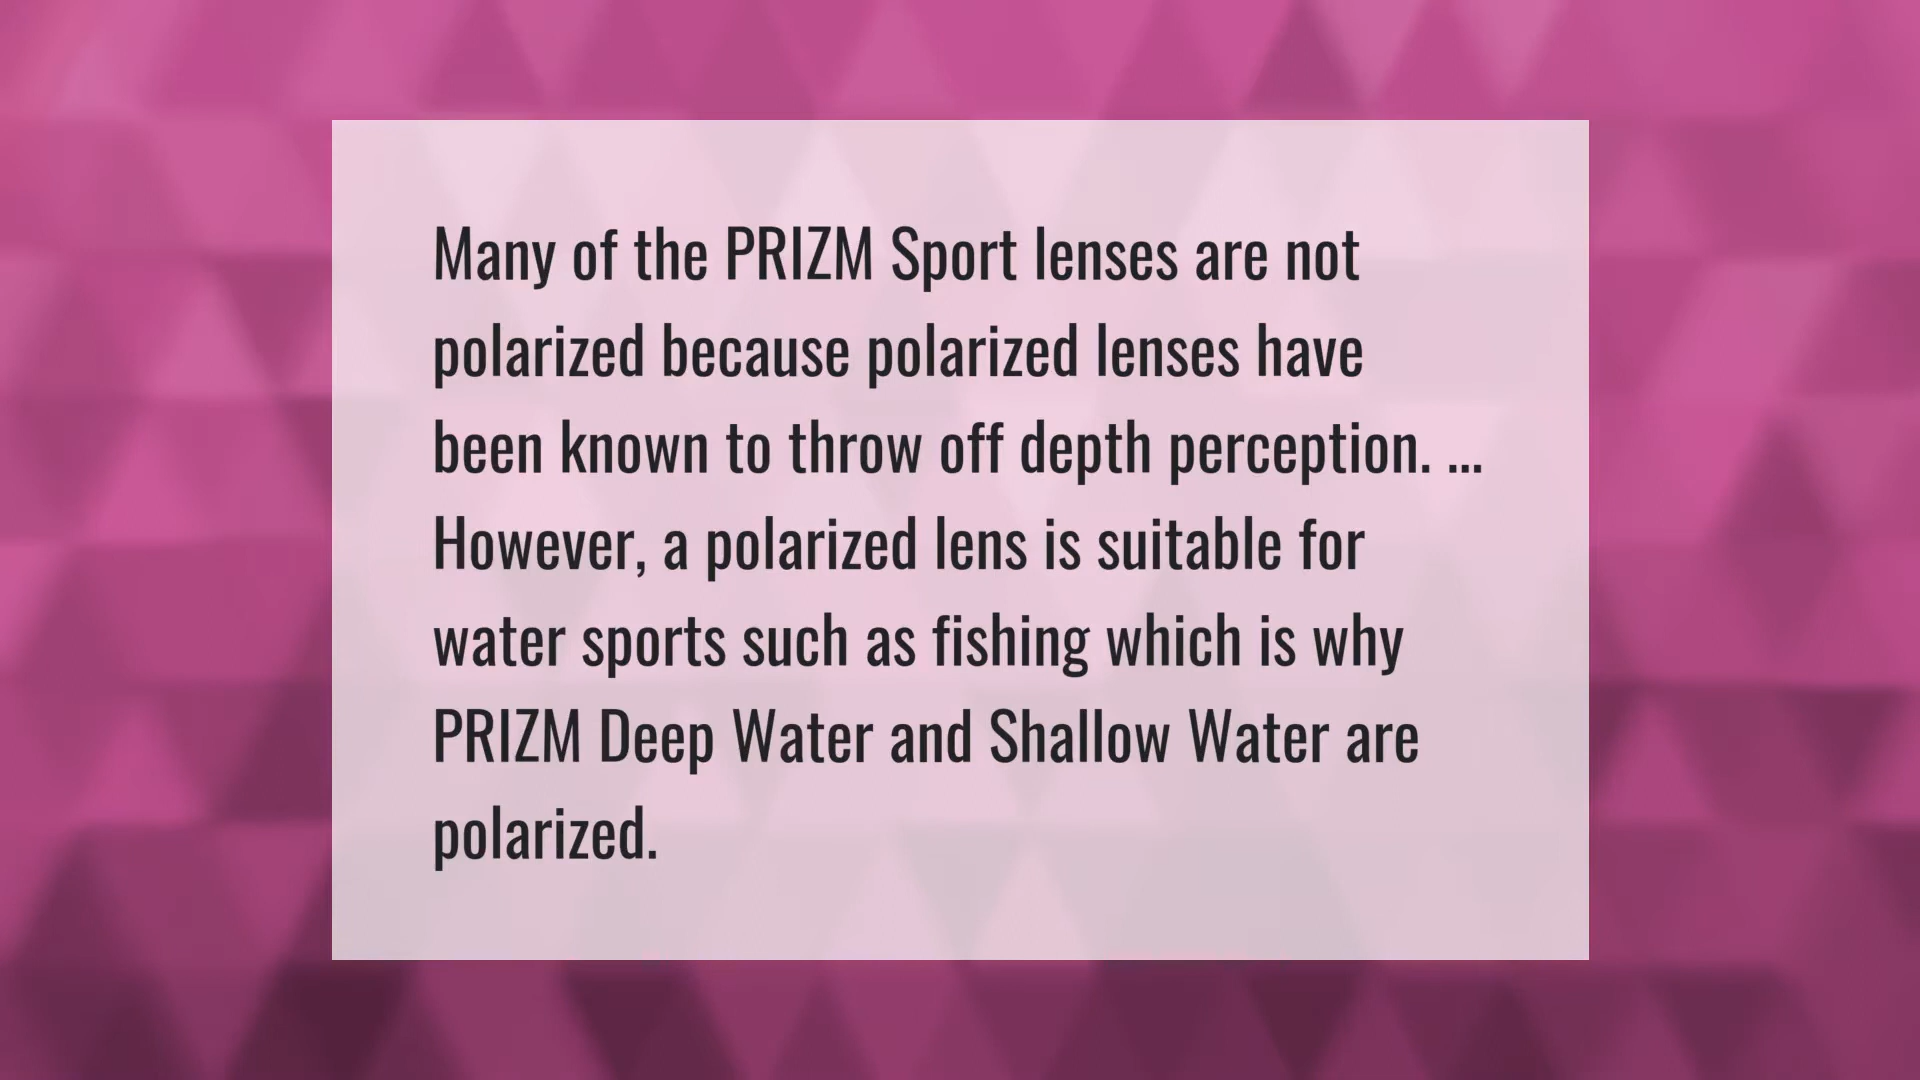 Many of the PRIZM Sport lenses are not
polarized because polarized lenses have
been known to throw off depth perception. ...
However, a polarized lens is suitable for
water sports such as fishing which is why
PRIZM Deep Water and Shallow Water are
polarized.